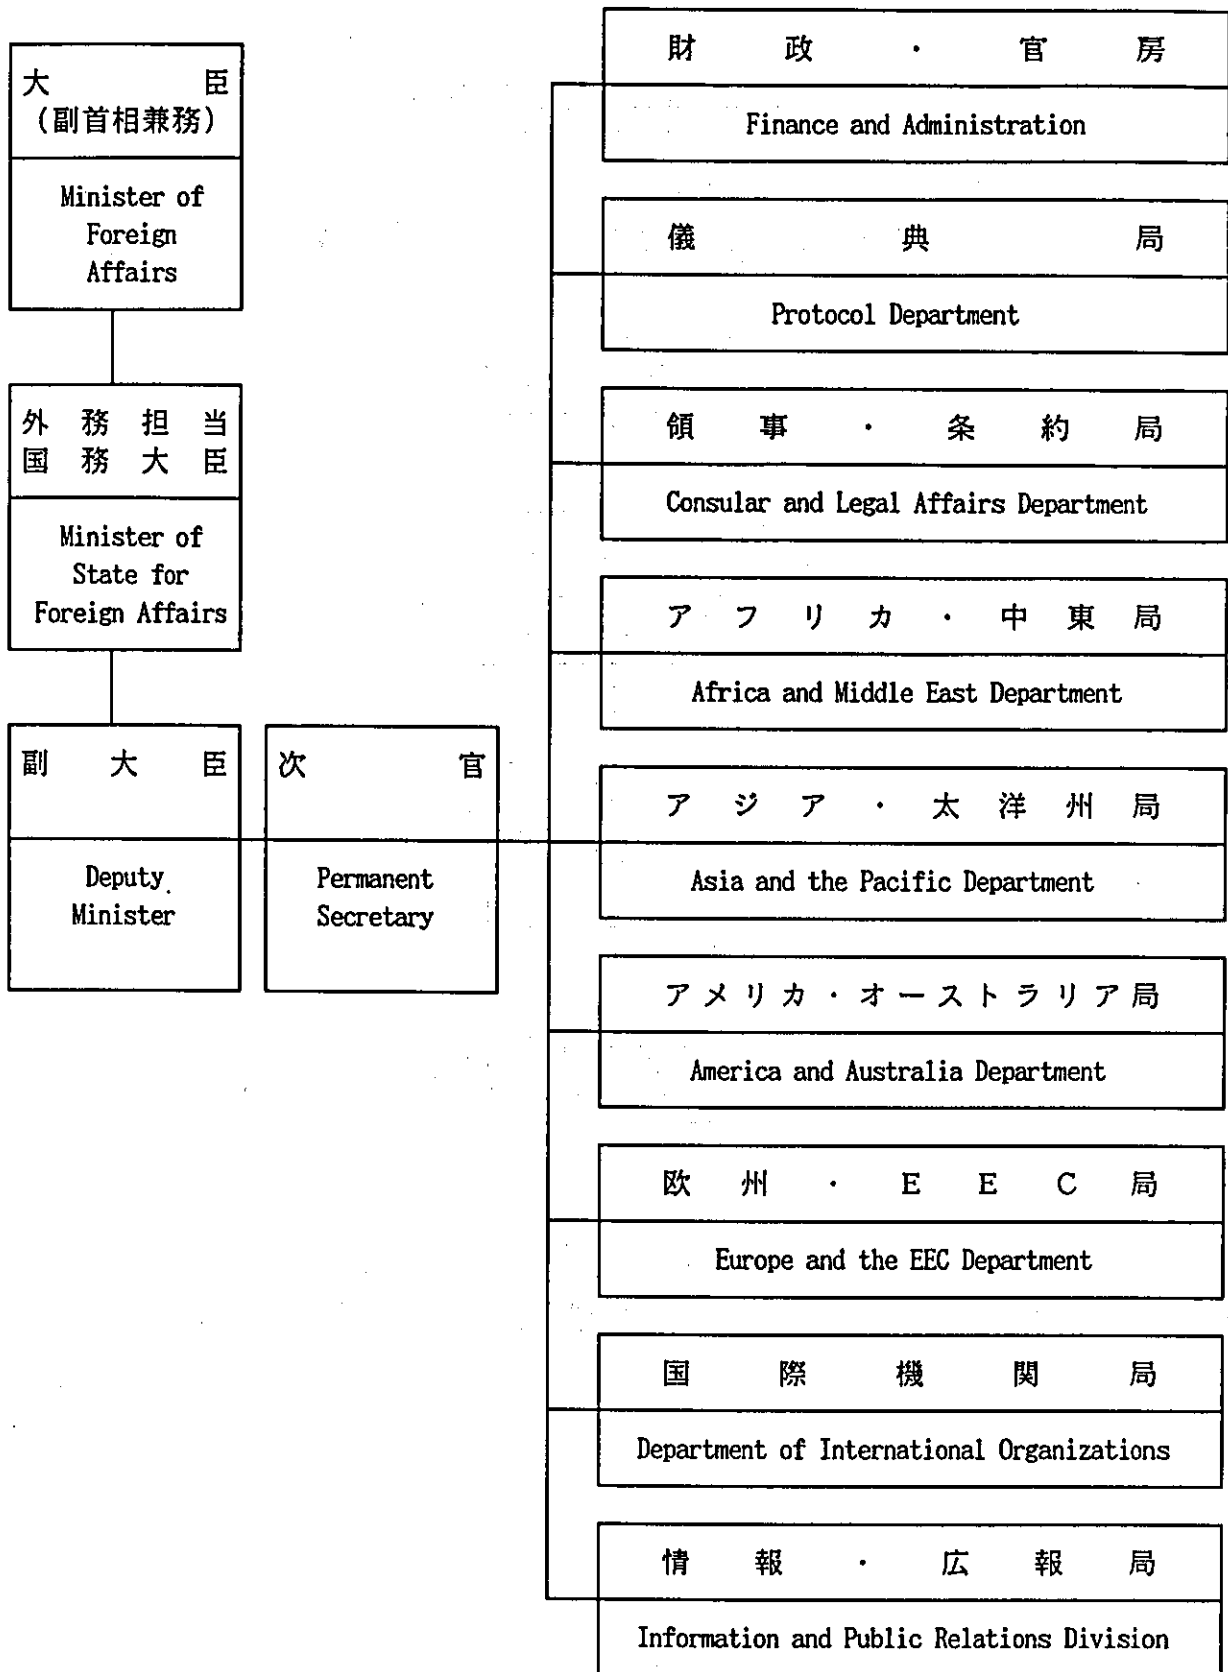 大臣
(副首相兼務)
Minister of
Foreign
Affairs
外務担当
国務大臣
Minister of
State for
Foreign Affairs
副大臣
Deputy
Minister
次官
Permanent
Secretary
財政・官房
Finance and Administration
儀典局
Protocol Department
領事・条約局
Consular and Legal Affairs Department
アフリカ・中東局
Africa and Middle East Department
アジア・太洋州局
Asia and the Pacific Department
アメリカ・オーストラリア局
America and Australia Department
欧州・EEC局
Europe and the EEC Department
国際機関局
Department of International Organizations
情報・広報局
Information and Public Relations Division